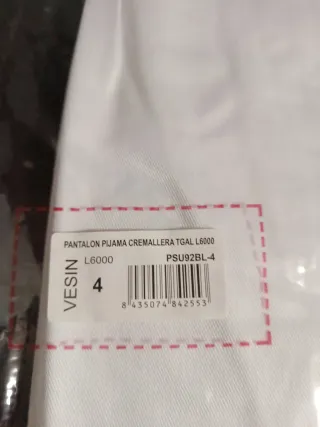 PANTALON PIJAMA CREMALLERA TGAL L6000
VESIN
L6000 PSU92BL-4
4
8 435074 842553